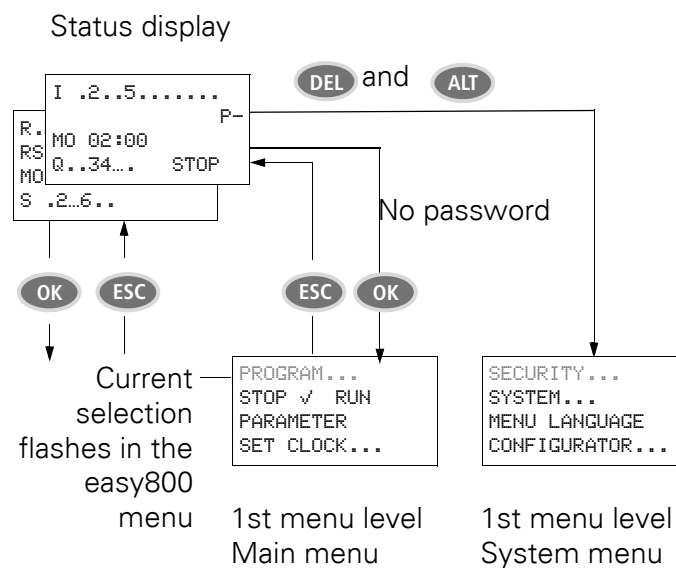 Status display
DEL and ALT
I .2..5.......
P-
MO 02:00
Q..34…. STOP
R.
RS
MO
S .2…6..
No password
OK ESC ESC OK
Current
selection
flashes in the
easy800
menu
PROGRAM...
STOP √ RUN
PARAMETER
SET CLOCK...
1st menu level
Main menu
SECURITY...
SYSTEM...
MENU LANGUAGE
CONFIGURATOR...
1st menu level
System menu